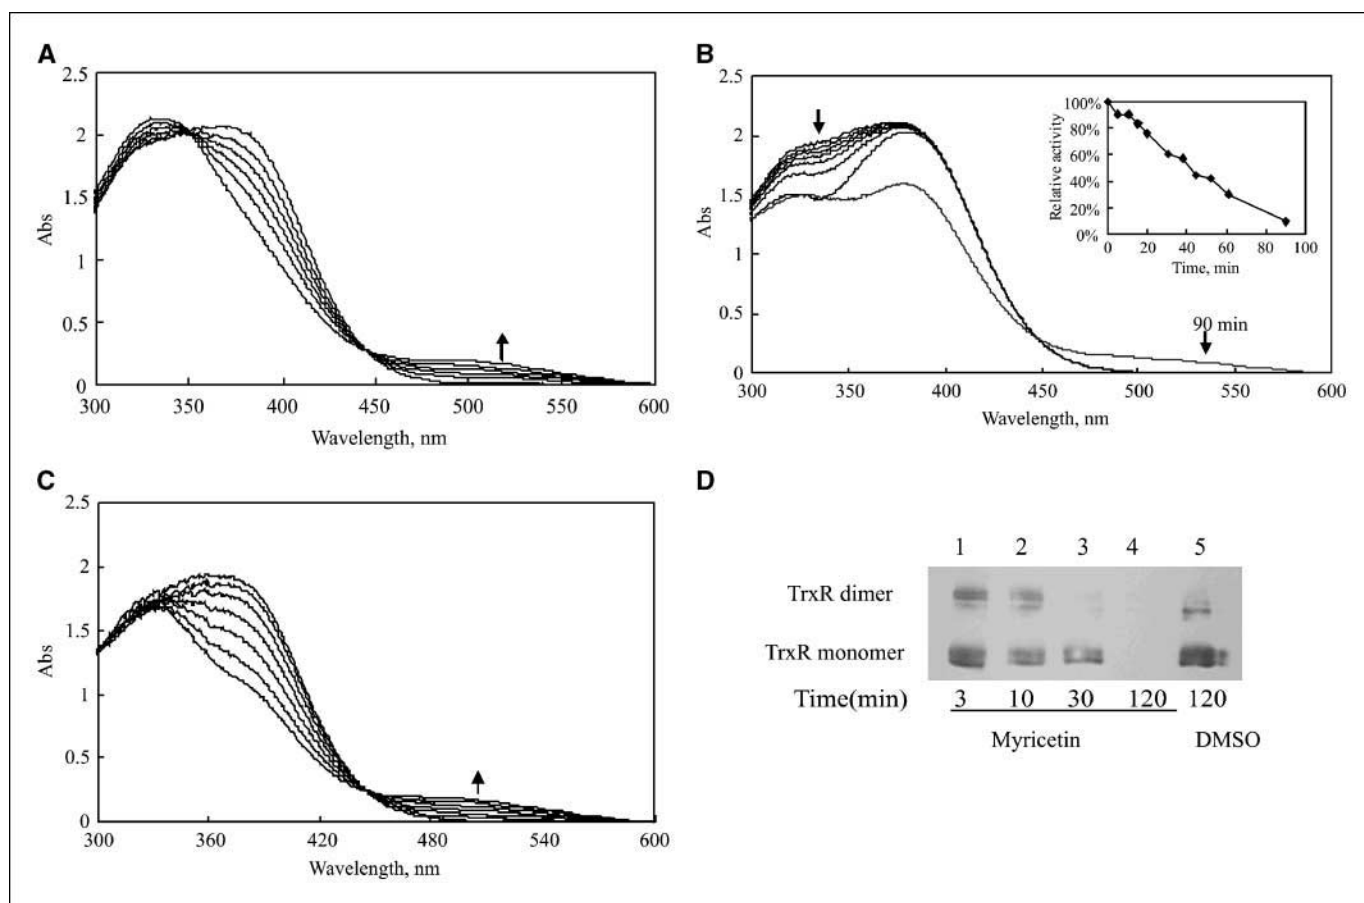 A
2.5
2
1.5
1
0.5
0
Abs
300
350
400
450
500
550
600
Wavelength, nm
B
2.5
2
1.5
1
0.5
0
Abs
300
350
400
450
500
550
600
Wavelength, nm
90 min
100%
80%
60%
40%
20%
0%
Relative activity
0
20
40
60
80
100
Time, min
C
2.5
2
1.5
1
0.5
0
Abs
300
360
420
480
540
600
Wavelength, nm
D
1 2 3 4 5
TrxR dimer
TrxR monomer
Time(min) 3 10 30 120 120
Myricetin DMSO